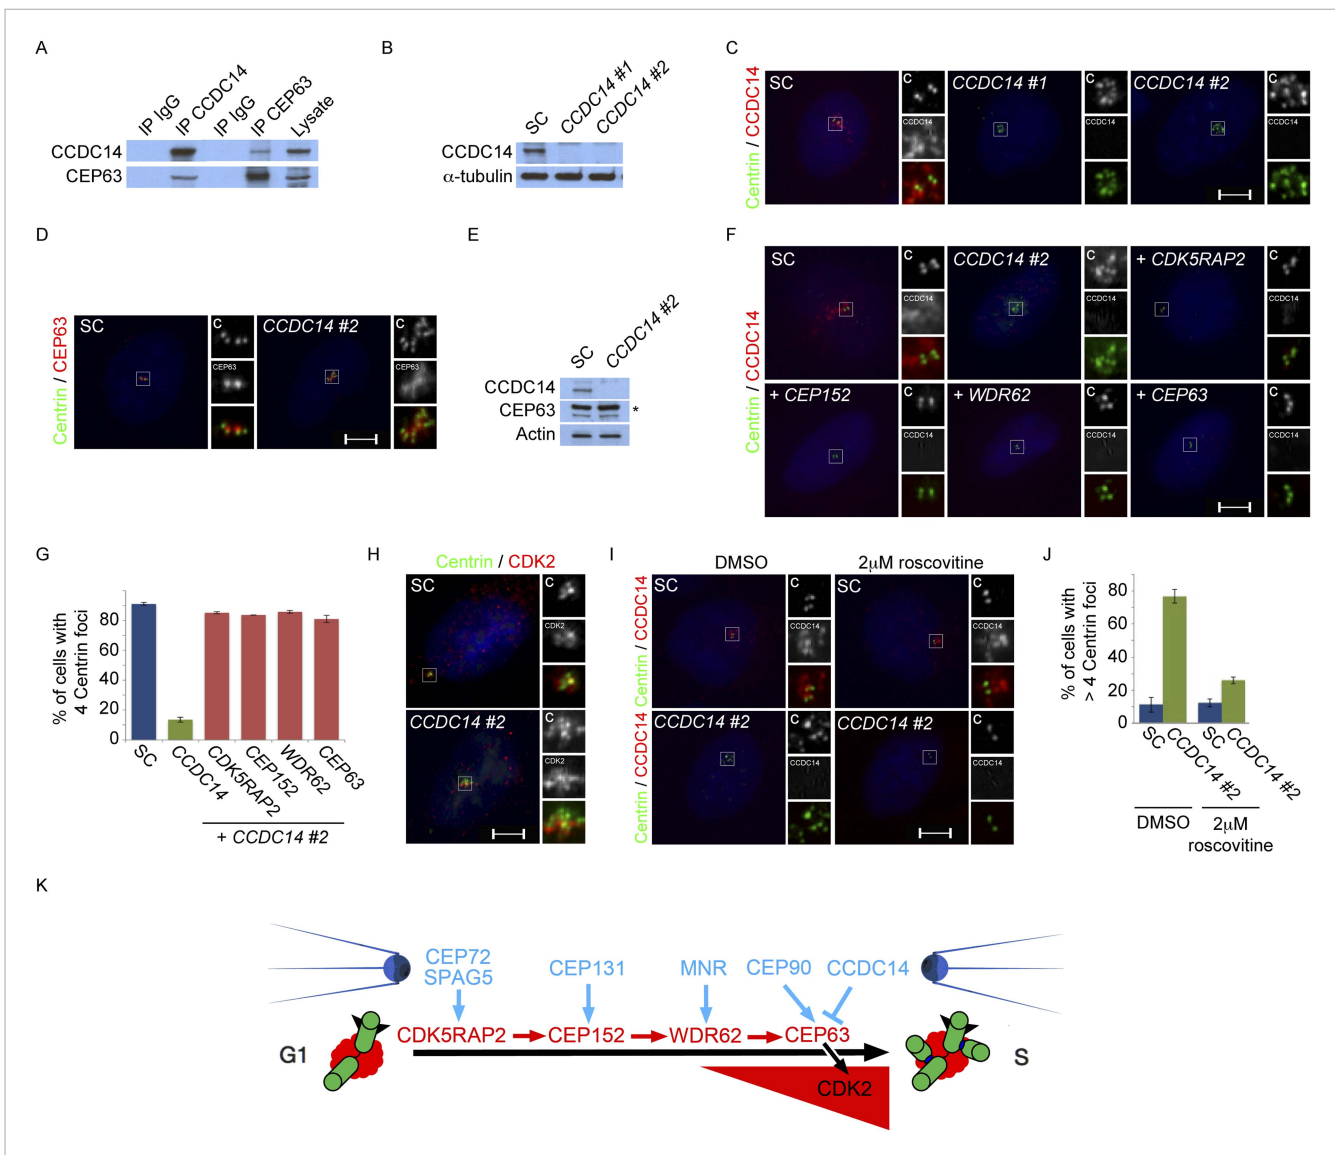 A
IP IgG
IP CCDC14
IP IgG
IP CEP63
Lysate
CCDC14
CEP63
B
SC
CCDC14 #1
CCDC14 #2
CCDC14
α-tubulin
C
Centrin / CCDC14
SC
C
CCDC14
CCDC14 #1
C
CCDC14
CCDC14 #2
C
CCDC14
D
Centrin / CEP63
SC
C
CEP63
CCDC14 #2
C
CEP63
E
SC
CCDC14 #2
CCDC14
CEP63
*
Actin
F
Centrin / CCDC14
SC
C
CCDC14
CCDC14 #2
C
CCDC14
+ CDK5RAP2
C
CCDC14
+ CEP152
C
CCDC14
+ WDR62
C
CCDC14
+ CEP63
C
CCDC14
G
% of cells with
4 Centrin foci
80
60
40
20
0
SC
CCDC14
CDK5RAP2
CEP152
WDR62
CEP63
+ CCDC14 #2
H
Centrin / CDK2
SC
C
CDK2
CCDC14 #2
C
CDK2
I
DMSO
2µM roscovitine
Centrin / CCDC14
SC
C
CCDC14
SC
C
CCDC14
Centrin / CCDC14
CCDC14 #2
C
CCDC14
CCDC14 #2
C
CCDC14
J
% of cells with
> 4 Centrin foci
80
60
40
20
0
SC
CCDC14 #2
SC
CCDC14 #2
DMSO
2µM
roscovitine
K
CEP72
SPAG5
CEP131
MNR
CEP90
CCDC14
CDK5RAP2
CEP152
WDR62
CEP63
G1
S
CDK2